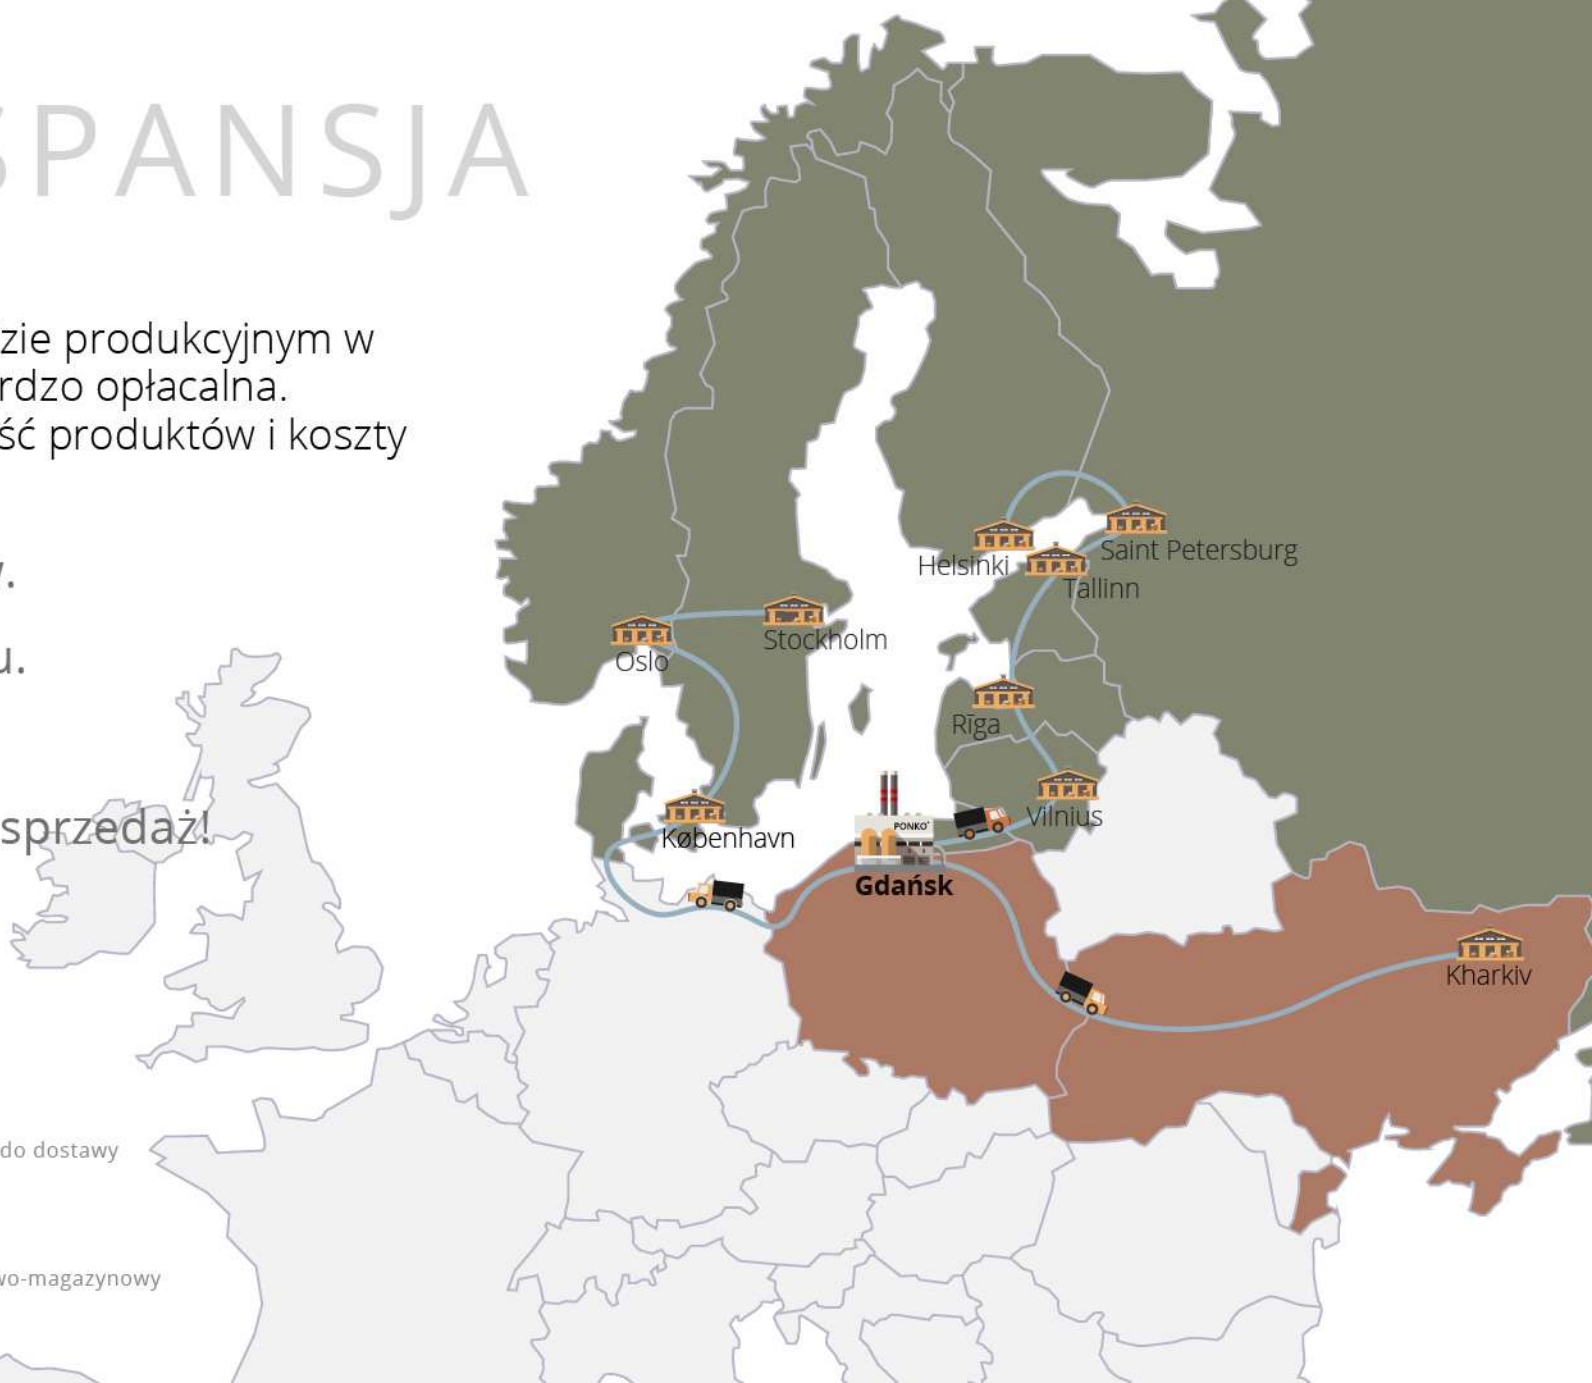 SPANSJA
zie produkcyjnym w
rdzo opłacalna.
ść produktów i koszty
u.
sprzedaż!
do dostawy
wo-magazynowy
Helsinki
Saint Petersburg
Tallinn
Stockholm
Oslo
Rīga
Vilnius
København
PONKO
Gdańsk
Kharkiv